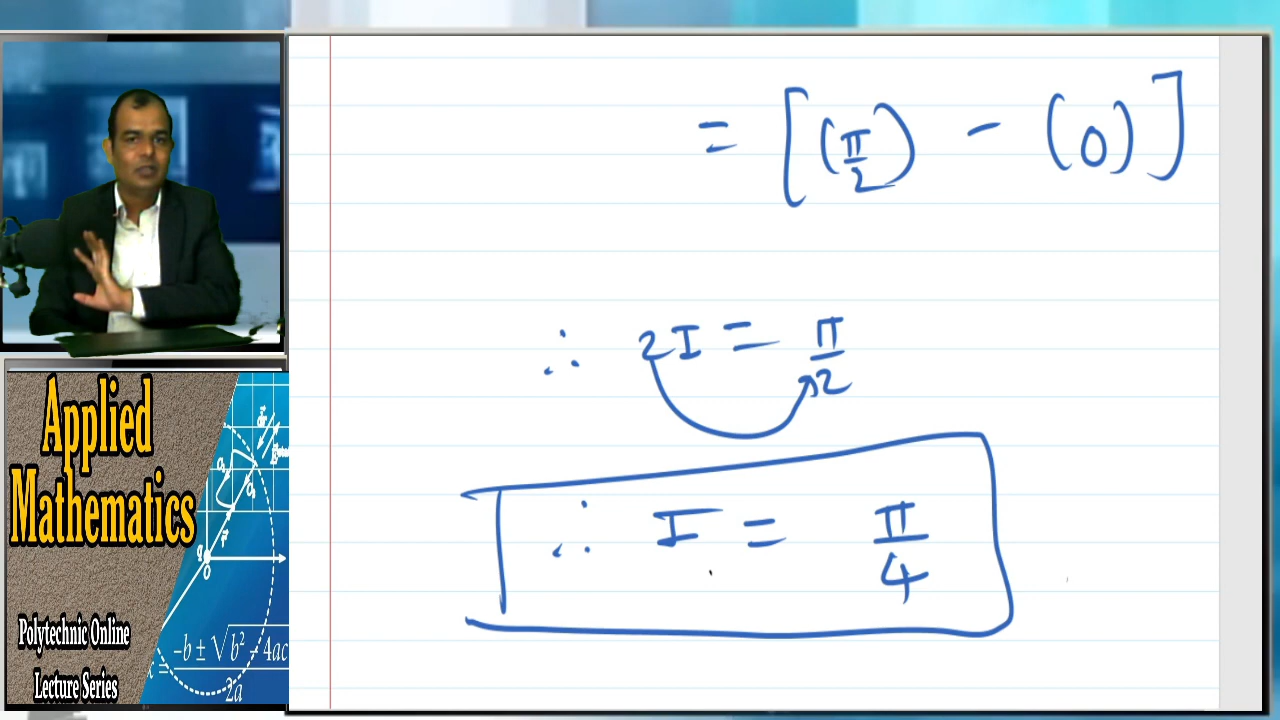 = [(π/2) - (0)]
∴ 2I = π/2
∴ I = π/4
Applied
Mathematics
Polytechnic Online
Lecture Series
-b ± √b² - 4ac
=
2a